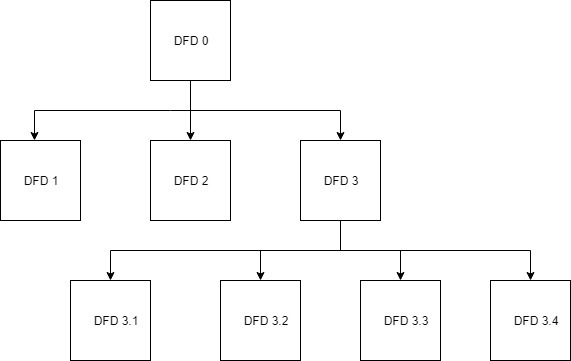 DFD 0
DFD 1
DFD 2
DFD 3
DFD 3.1
DFD 3.2
DFD 3.3
DFD 3.4